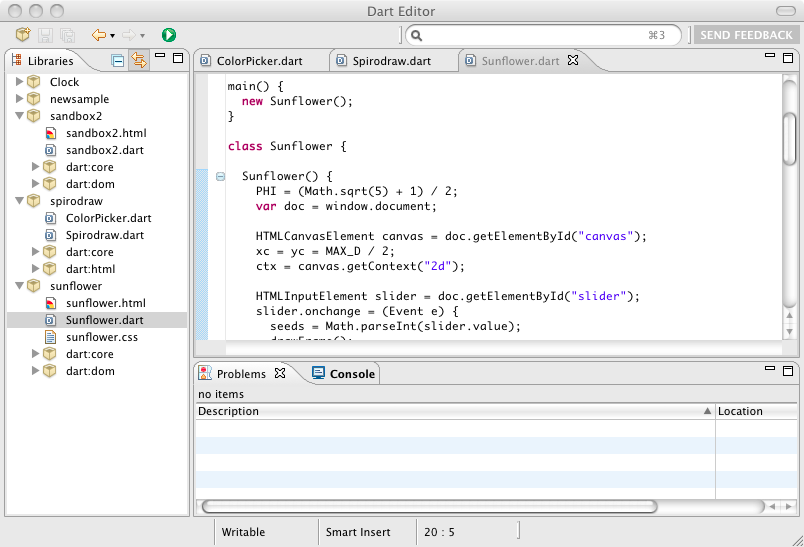 Dart Editor
⌘3
SEND FEEDBACK
Libraries
Clock
newsample
sandbox2
sandbox2.html
sandbox2.dart
dart:core
dart:dom
spirodraw
ColorPicker.dart
Spirodraw.dart
dart:core
dart:html
sunflower
sunflower.html
Sunflower.dart
sunflower.css
dart:core
dart:dom
ColorPicker.dart
Spirodraw.dart
Sunflower.dart
main() {
  new Sunflower();
}
class Sunflower {
  Sunflower() {
    PHI = (Math.sqrt(5) + 1) / 2;
    var doc = window.document;
    HTMLCanvasElement canvas = doc.getElementById("canvas");
    xc = yc = MAX_D / 2;
    ctx = canvas.getContext("2d");
    HTMLInputElement slider = doc.getElementById("slider");
    slider.onchange = (Event e) {
      seeds = Math.parseInt(slider.value);
      drawFrame();
Problems
Console
no items
Description
Location
Writable
Smart Insert
20 : 5